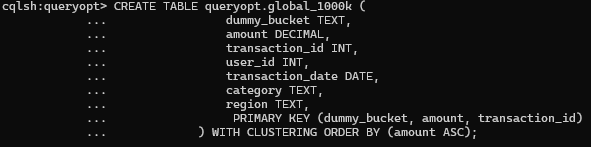 cqlsh:queryopt> CREATE TABLE queryopt.global_1000k (
... dummy_bucket TEXT,
... amount DECIMAL,
... transaction_id INT,
... user_id INT,
... transaction_date DATE,
... category TEXT,
... region TEXT,
... PRIMARY KEY (dummy_bucket, amount, transaction_id)
... ) WITH CLUSTERING ORDER BY (amount ASC);